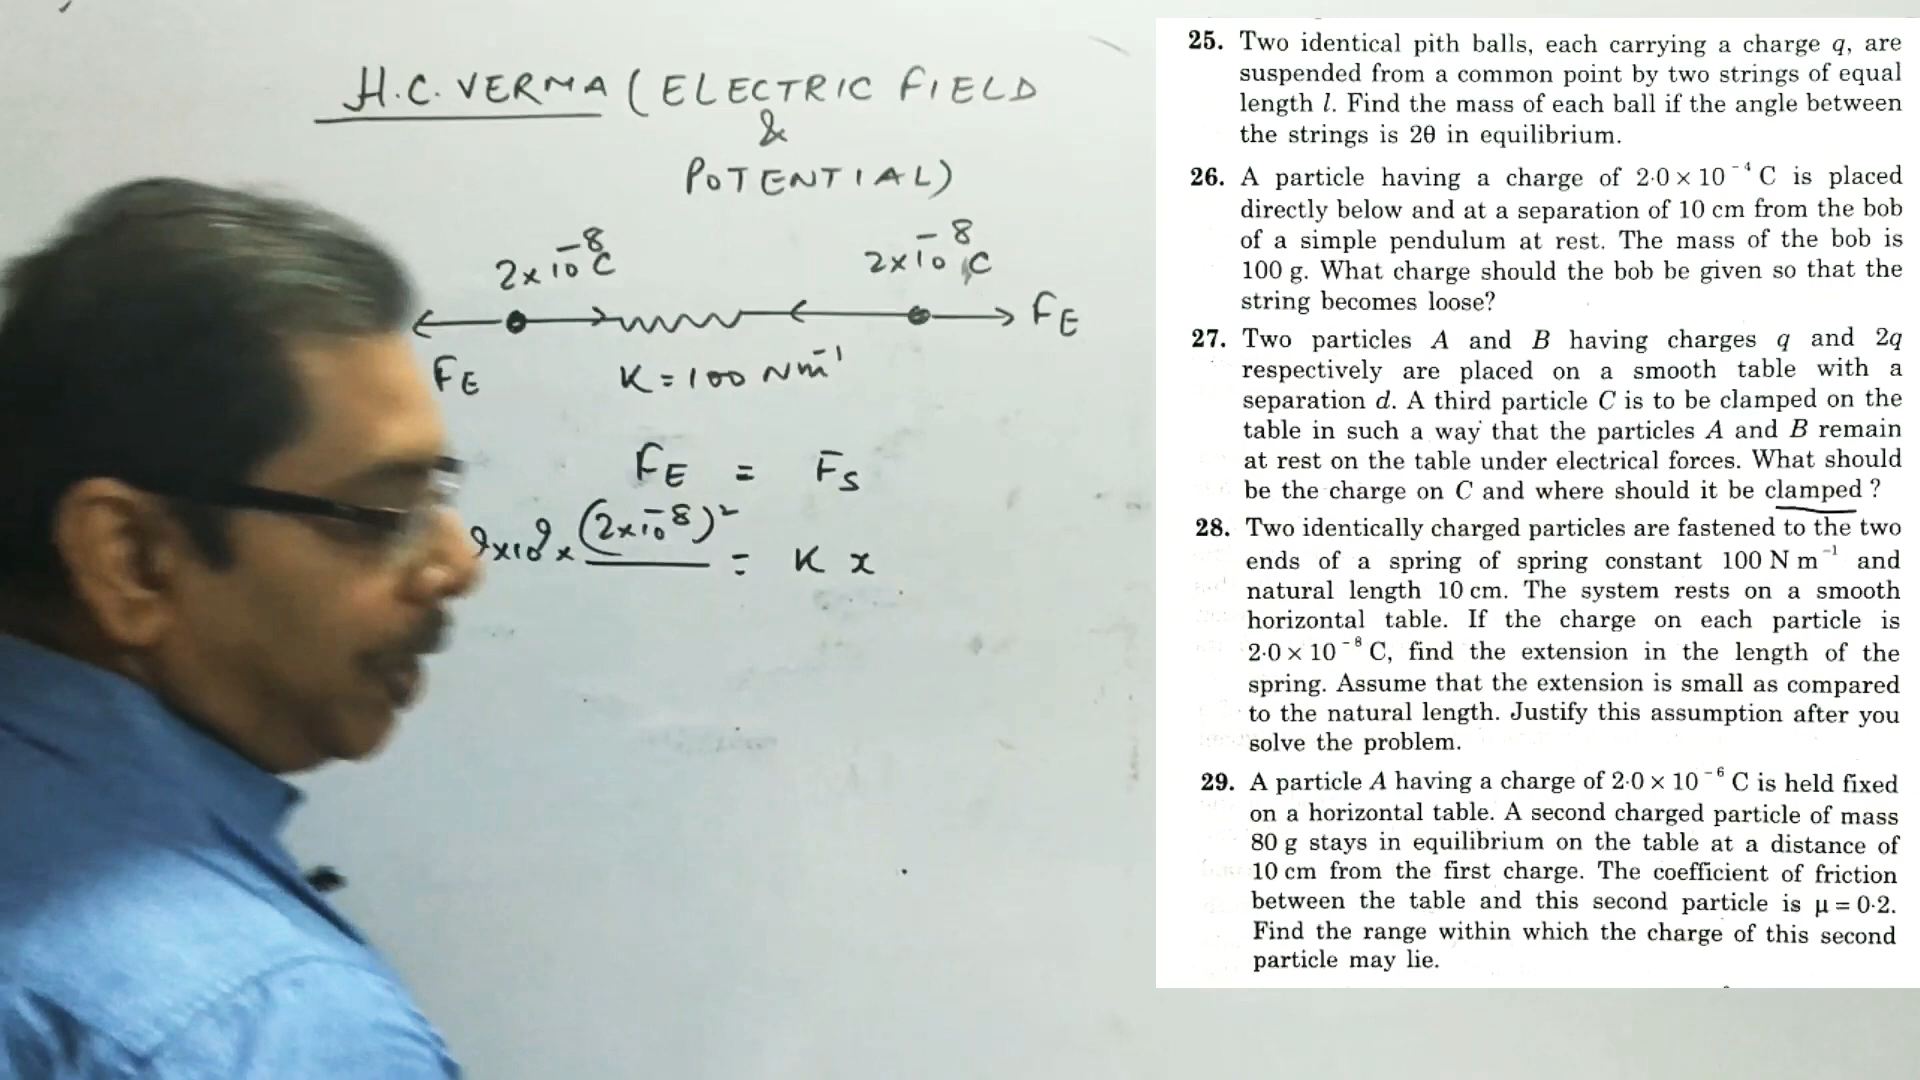 H.C. VERMA ( ELECTRIC FIELD
&
POTENTIAL)
2×10⁻⁸C
2×10⁻⁸C
F_E
F_E
K = 100 Nm⁻¹
F_E = F_S
9×10⁹× (2×10⁻⁸)² = K x
25. Two identical pith balls, each carrying a charge q, are
suspended from a common point by two strings of equal
length l. Find the mass of each ball if the angle between
the strings is 2θ in equilibrium.
26. A particle having a charge of 2·0 × 10⁻⁴ C is placed
directly below and at a separation of 10 cm from the bob
of a simple pendulum at rest. The mass of the bob is
100 g. What charge should the bob be given so that the
string becomes loose?
27. Two particles A and B having charges q and 2q
respectively are placed on a smooth table with a
separation d. A third particle C is to be clamped on the
table in such a way that the particles A and B remain
at rest on the table under electrical forces. What should
be the charge on C and where should it be clamped ?
28. Two identically charged particles are fastened to the two
ends of a spring of spring constant 100 N m⁻¹ and
natural length 10 cm. The system rests on a smooth
horizontal table. If the charge on each particle is
2·0 × 10⁻⁸ C, find the extension in the length of the
spring. Assume that the extension is small as compared
to the natural length. Justify this assumption after you
solve the problem.
29. A particle A having a charge of 2·0 × 10⁻⁶ C is held fixed
on a horizontal table. A second charged particle of mass
80 g stays in equilibrium on the table at a distance of
10 cm from the first charge. The coefficient of friction
between the table and this second particle is μ = 0·2.
Find the range within which the charge of this second
particle may lie.